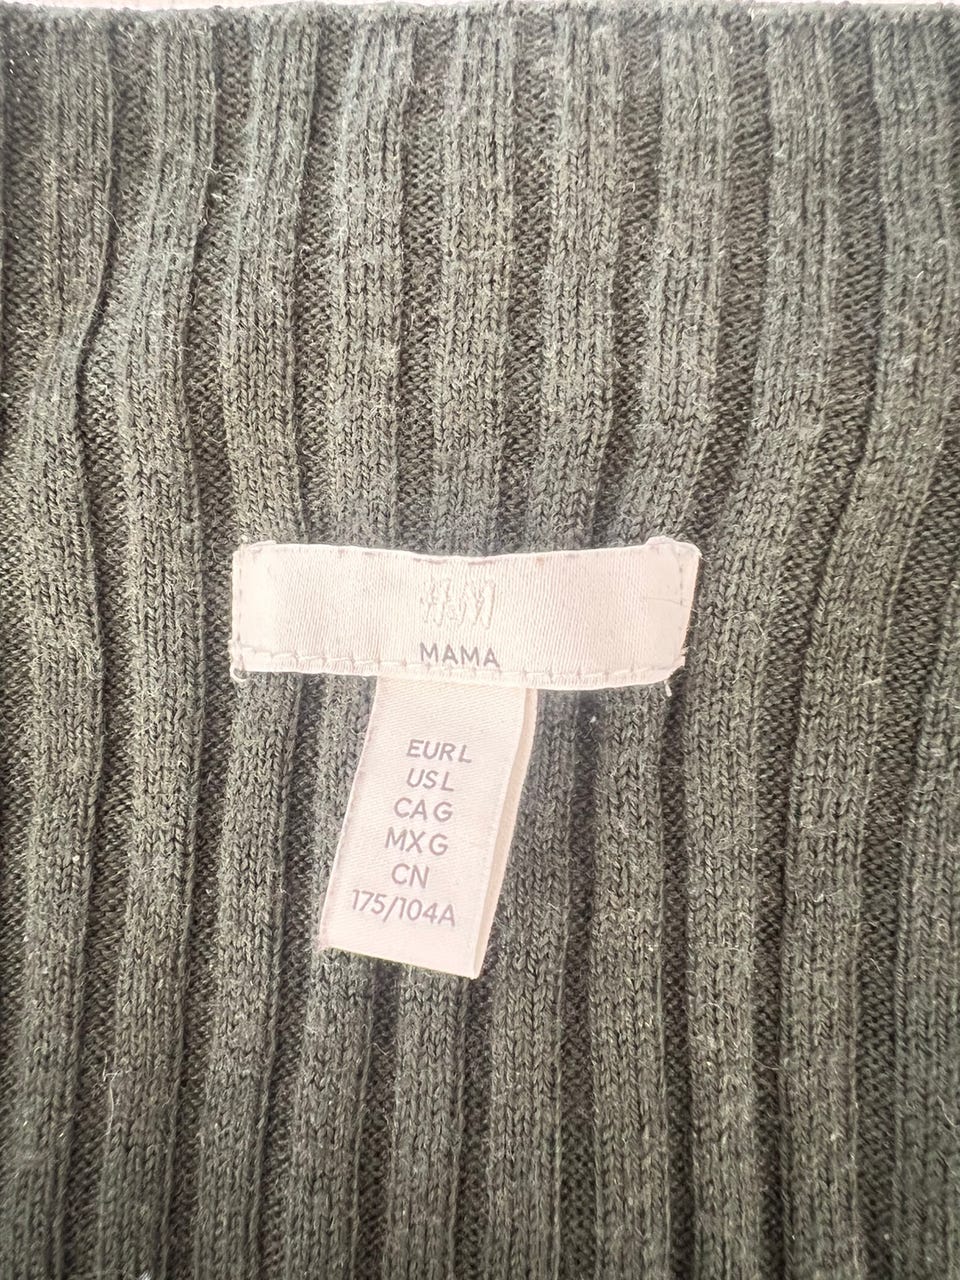 H&M
MAMA
EUR L
US L
CA G
MX G
CN
175/104A